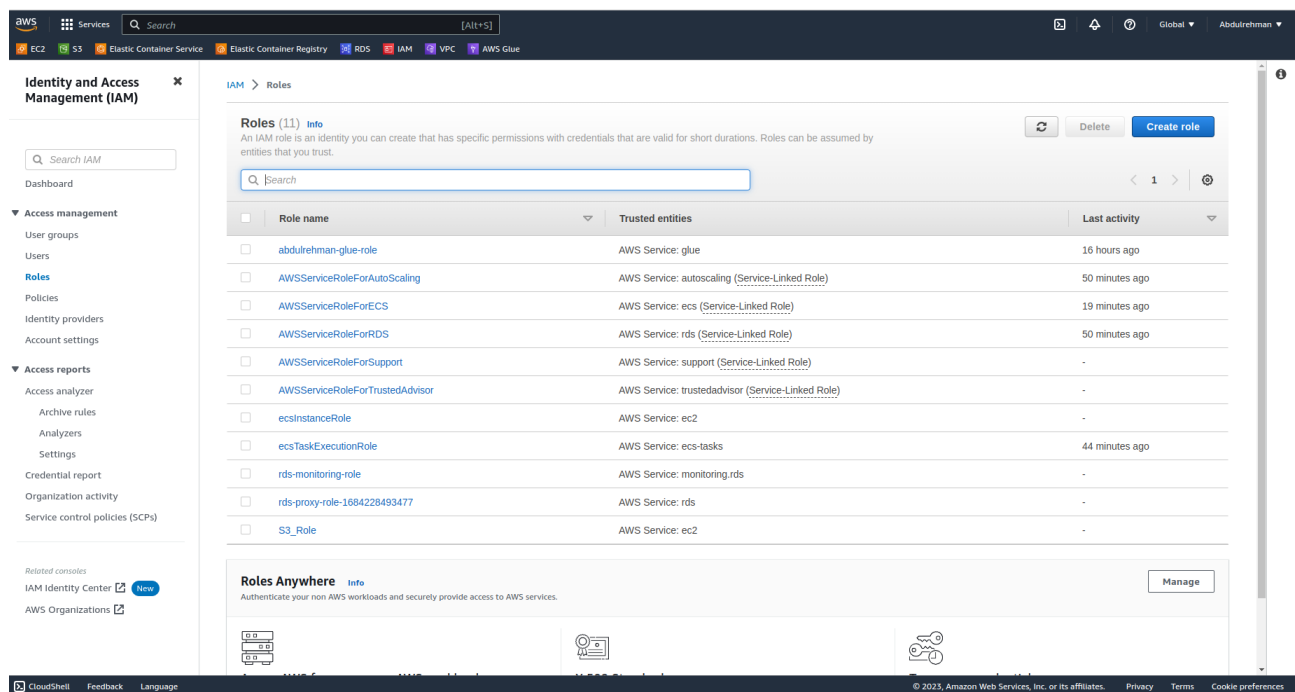 aws
Services
Search
[Alt+S]
Global ▼
Abdulrehman ▼
EC2
S3
Elastic Container Service
Elastic Container Registry
RDS
IAM
VPC
AWS Glue
Identity and Access
Management (IAM)
Search IAM
Dashboard
Access management
User groups
Users
Roles
Policies
Identity providers
Account settings
Access reports
Access analyzer
Archive rules
Analyzers
Settings
Credential report
Organization activity
Service control policies (SCPs)
Related consoles
IAM Identity Center
New
AWS Organizations
IAM > Roles
Roles (11) Info
An IAM role is an identity you can create that has specific permissions with credentials that are valid for short durations. Roles can be assumed by
entities that you trust.
Delete
Create role
Search
< 1 >
Role name Trusted entities Last activity
abdulrehman-glue-role AWS Service: glue 16 hours ago
AWSServiceRoleForAutoScaling AWS Service: autoscaling (Service-Linked Role) 50 minutes ago
AWSServiceRoleForECS AWS Service: ecs (Service-Linked Role) 19 minutes ago
AWSServiceRoleForRDS AWS Service: rds (Service-Linked Role) 50 minutes ago
AWSServiceRoleForSupport AWS Service: support (Service-Linked Role) -
AWSServiceRoleForTrustedAdvisor AWS Service: trustedadvisor (Service-Linked Role) -
ecsInstanceRole AWS Service: ec2 -
ecsTaskExecutionRole AWS Service: ecs-tasks 44 minutes ago
rds-monitoring-role AWS Service: monitoring.rds -
rds-proxy-role-1684228493477 AWS Service: rds -
S3_Role AWS Service: ec2 -
Roles Anywhere Info
Authenticate your non AWS workloads and securely provide access to AWS services.
Manage
CloudShell
Feedback
Language
© 2023, Amazon Web Services, Inc. or its affiliates.
Privacy
Terms
Cookie preferences